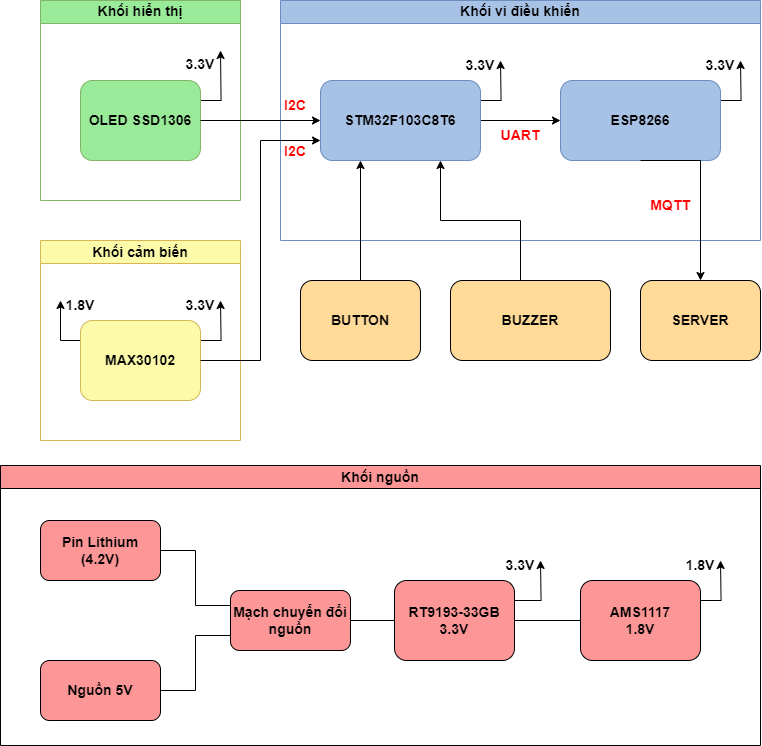 Khối hiển thị
3.3V
OLED SSD1306
Khối vi điều khiển
I2C
I2C
3.3V
STM32F103C8T6
UART
3.3V
ESP8266
MQTT
Khối cảm biến
1.8V
3.3V
MAX30102
BUTTON
BUZZER
SERVER
Khối nguồn
Pin Lithium
(4.2V)
Nguồn 5V
Mạch chuyển đổi
nguồn
3.3V
RT9193-33GB
3.3V
1.8V
AMS1117
1.8V